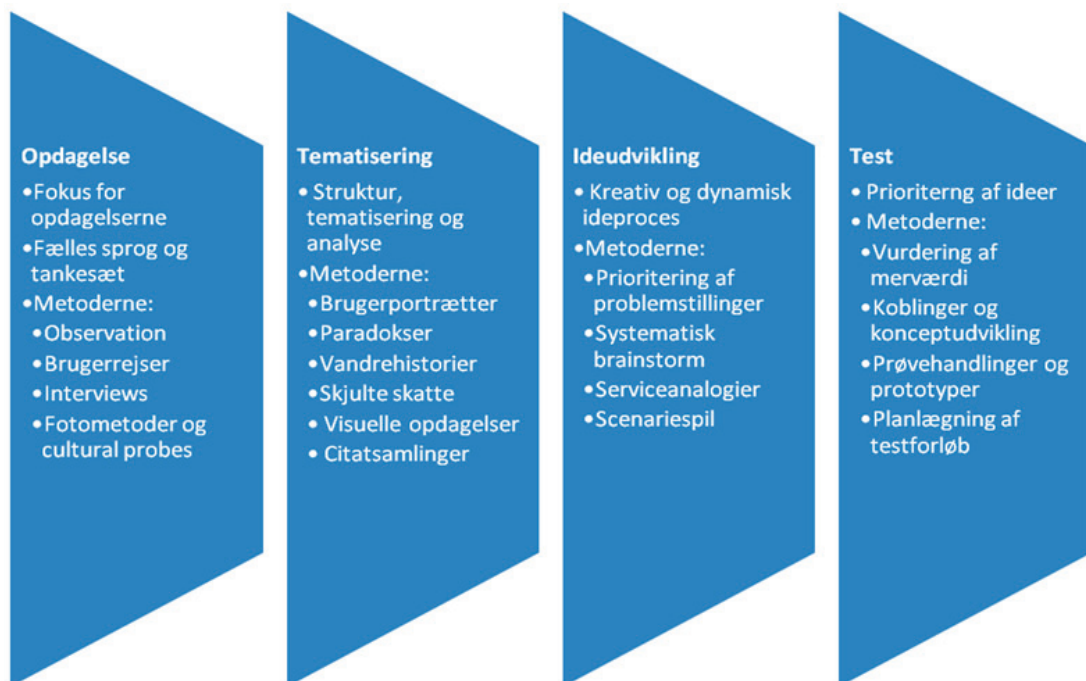 Opdagelse
•Fokus for
opdagelserne
•Fælles sprog og
tankesæt
•Metoderne:
•Observation
•Brugerrejser
•Interviews
•Fotometoder og
cultural probes
Tematisering
• Struktur,
tematisering og
analyse
•Metoderne:
•Brugerportrætter
•Paradokser
•Vandrehistorier
•Skjulte skatte
• Visuelle opdagelser
• Citatsamlinger
Ideudvikling
• Kreativ og dynamisk
ideproces
•Metoderne:
•Prioritering af
problemstillinger
•Systematisk
brainstorm
•Serviceanalogier
•Scenariespil
Test
• Prioriterng af ideer
• Metoderne:
•Vurdering af
merværdi
•Koblinger og
konceptudvikling
•Prøvehandlinger og
prototyper
•Planlægning af
testforløb